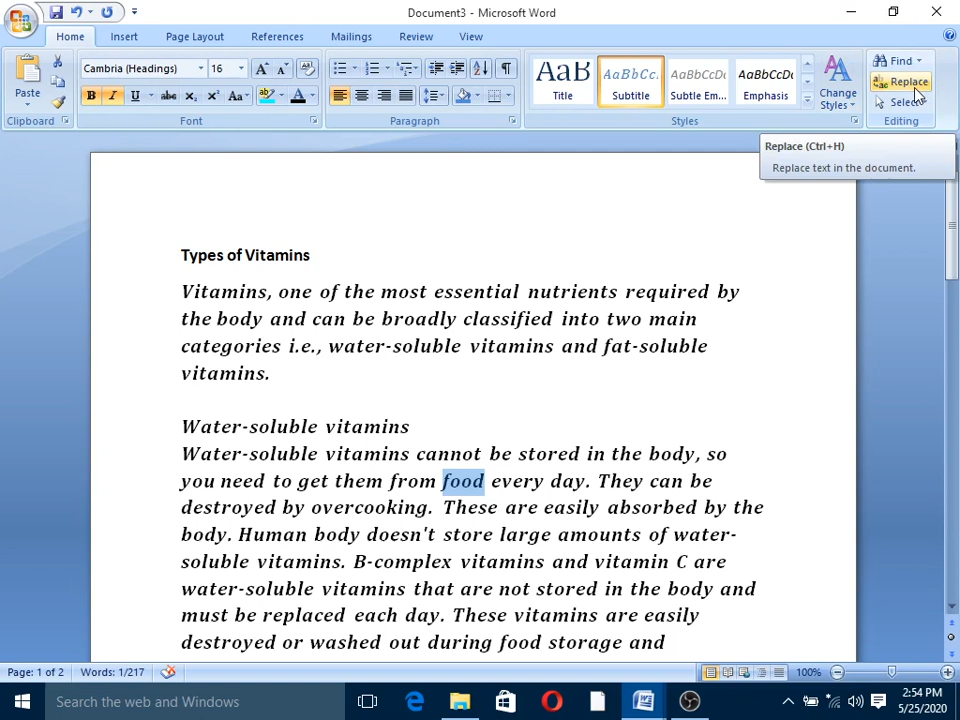 Document3 - Microsoft Word
Home Insert Page Layout References Mailings Review View
Paste
Clipboard
Cambria (Headings) 16
B I U abc x₂ x² Aa
Font
Paragraph
AaB Title
AaBbCc. Subtitle
AaBbCcDc Subtle Em...
AaBbCcDc Emphasis
Change Styles
Styles
Find
Replace
Select
Editing
Replace (Ctrl+H)
Replace text in the document.
Types of Vitamins
Vitamins, one of the most essential nutrients required by
the body and can be broadly classified into two main
categories i.e., water-soluble vitamins and fat-soluble
vitamins.
Water-soluble vitamins
Water-soluble vitamins cannot be stored in the body, so
you need to get them from food every day. They can be
destroyed by overcooking. These are easily absorbed by the
body. Human body doesn't store large amounts of water-
soluble vitamins. B-complex vitamins and vitamin C are
water-soluble vitamins that are not stored in the body and
must be replaced each day. These vitamins are easily
destroyed or washed out during food storage and
Page: 1 of 2 Words: 1/217 100%
Search the web and Windows
2:54 PM
5/25/2020